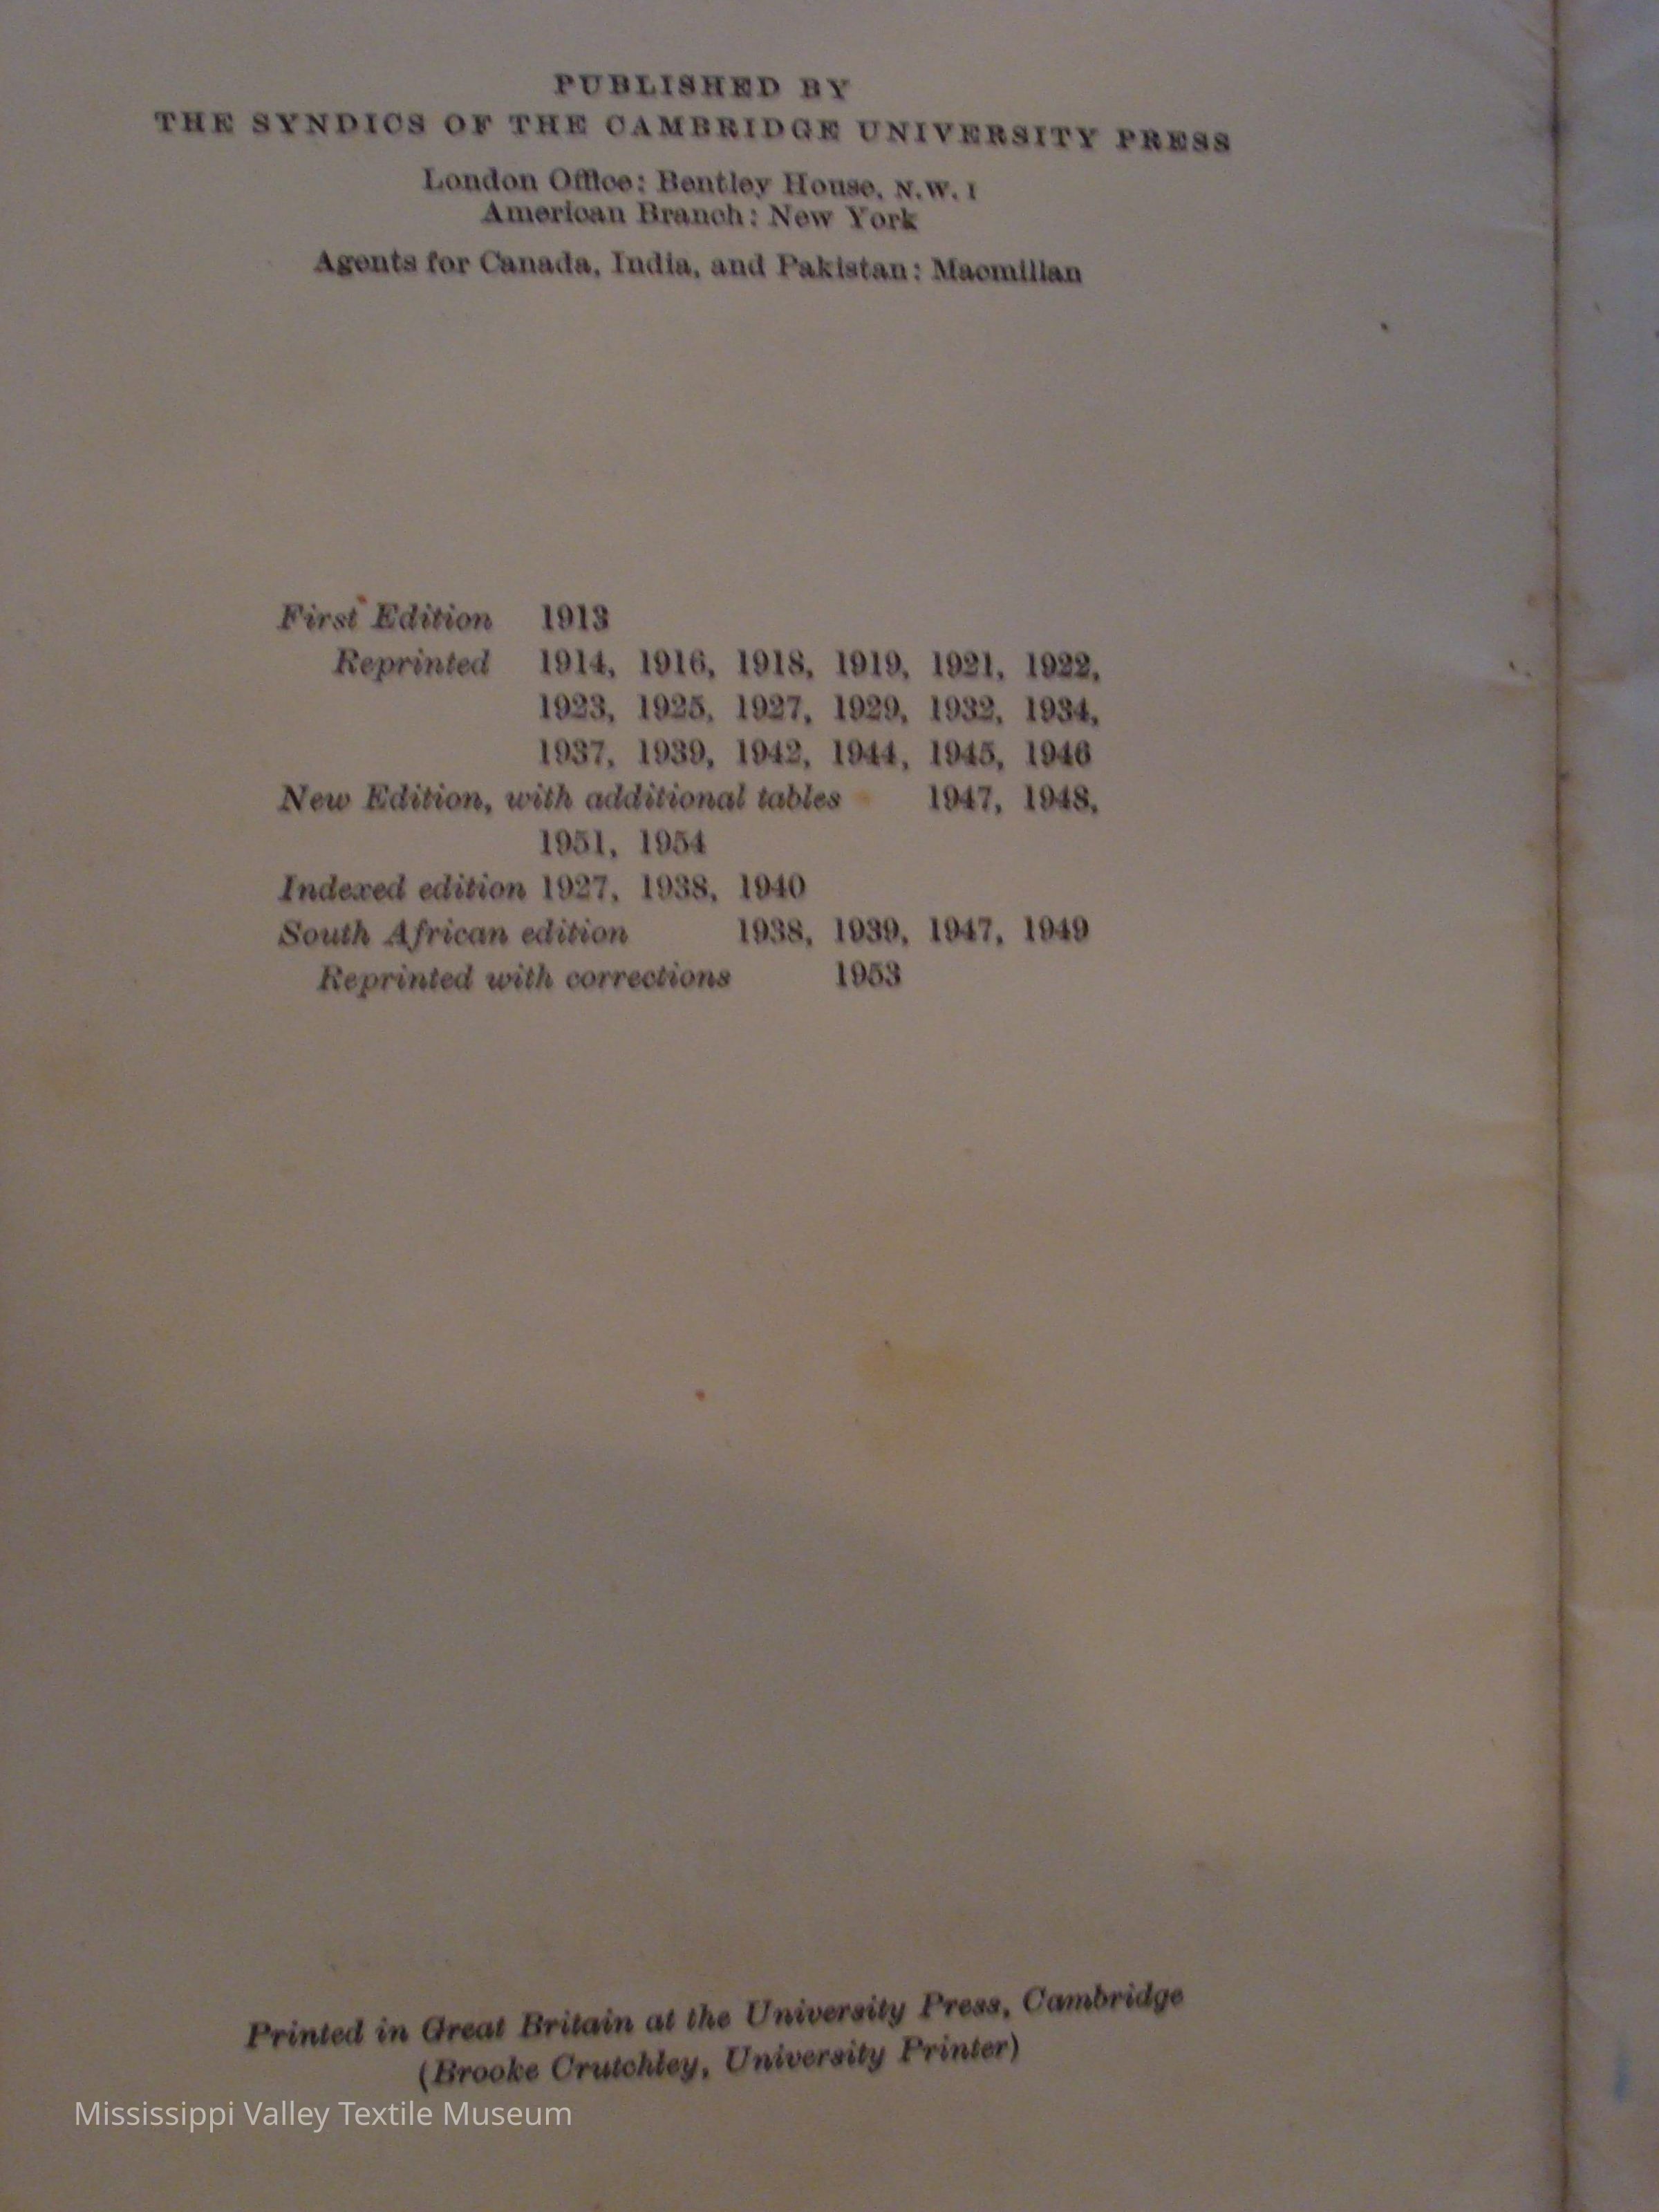 PUBLISHED BY
THE SYNDICS OF THE CAMBRIDGE UNIVERSITY PRESS
London Office: Bentley House, N.W. I
American Branch: New York
Agents for Canada, India, and Pakistan: Macmillan
First Edition 1913
Reprinted 1914, 1916, 1918, 1919, 1921, 1922,
1923, 1925, 1927, 1929, 1932, 1934,
1937, 1939, 1942, 1944, 1945, 1946
New Edition, with additional tables 1947, 1948,
1951, 1954
Indexed edition 1927, 1938, 1940
South African edition 1938, 1939, 1947, 1949
Reprinted with corrections 1953
Printed in Great Britain at the University Press, Cambridge
(Brooke Crutchley, University Printer)
Mississippi Valley Textile Museum